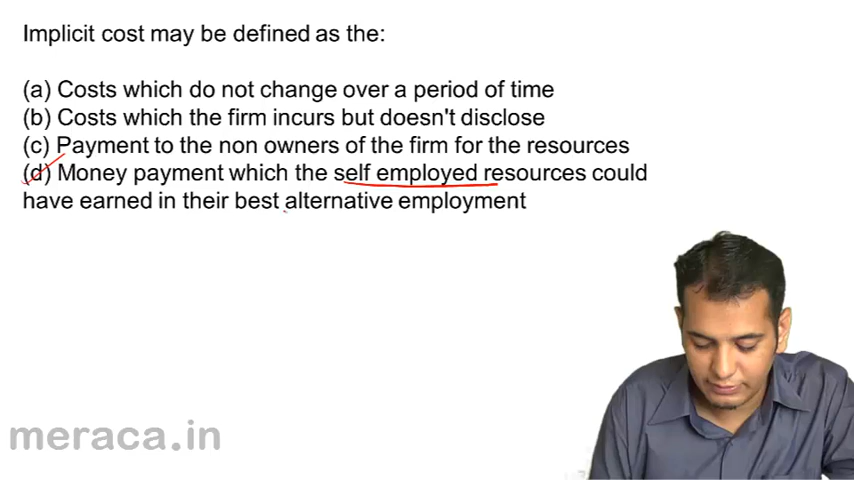 Implicit cost may be defined as the:
(a) Costs which do not change over a period of time
(b) Costs which the firm incurs but doesn't disclose
(c) Payment to the non owners of the firm for the resources
(d) Money payment which the self employed resources could
have earned in their best alternative employment
meraca.in